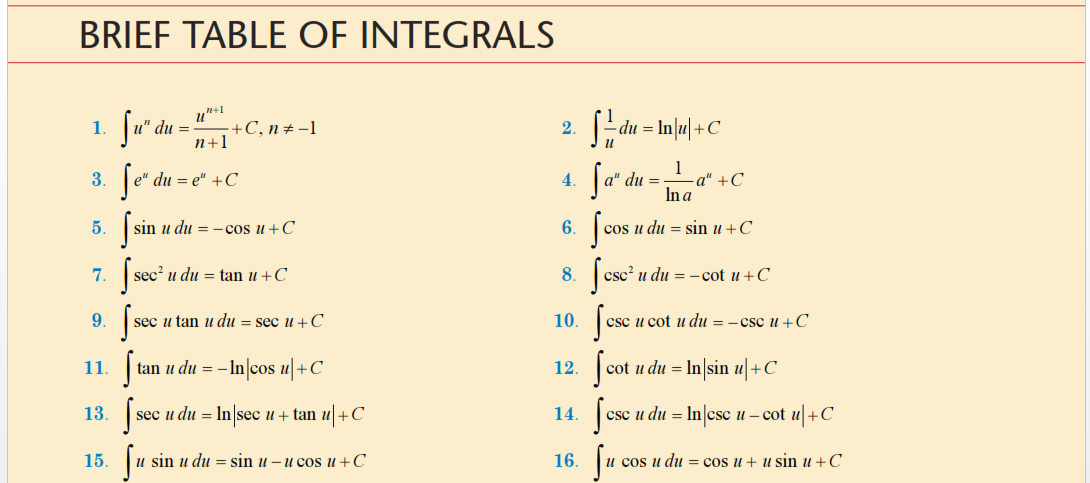 BRIEF TABLE OF INTEGRALS
1. ∫ uⁿ du = uⁿ⁺¹/(n+1) + C, n ≠ −1
2. ∫ 1/u du = ln|u| + C
3. ∫ eᵘ du = eᵘ + C
4. ∫ aᵘ du = 1/(ln a) aᵘ + C
5. ∫ sin u du = −cos u + C
6. ∫ cos u du = sin u + C
7. ∫ sec² u du = tan u + C
8. ∫ csc² u du = −cot u + C
9. ∫ sec u tan u du = sec u + C
10. ∫ csc u cot u du = −csc u + C
11. ∫ tan u du = −ln|cos u| + C
12. ∫ cot u du = ln|sin u| + C
13. ∫ sec u du = ln|sec u + tan u| + C
14. ∫ csc u du = ln|csc u − cot u| + C
15. ∫ u sin u du = sin u − u cos u + C
16. ∫ u cos u du = cos u + u sin u + C